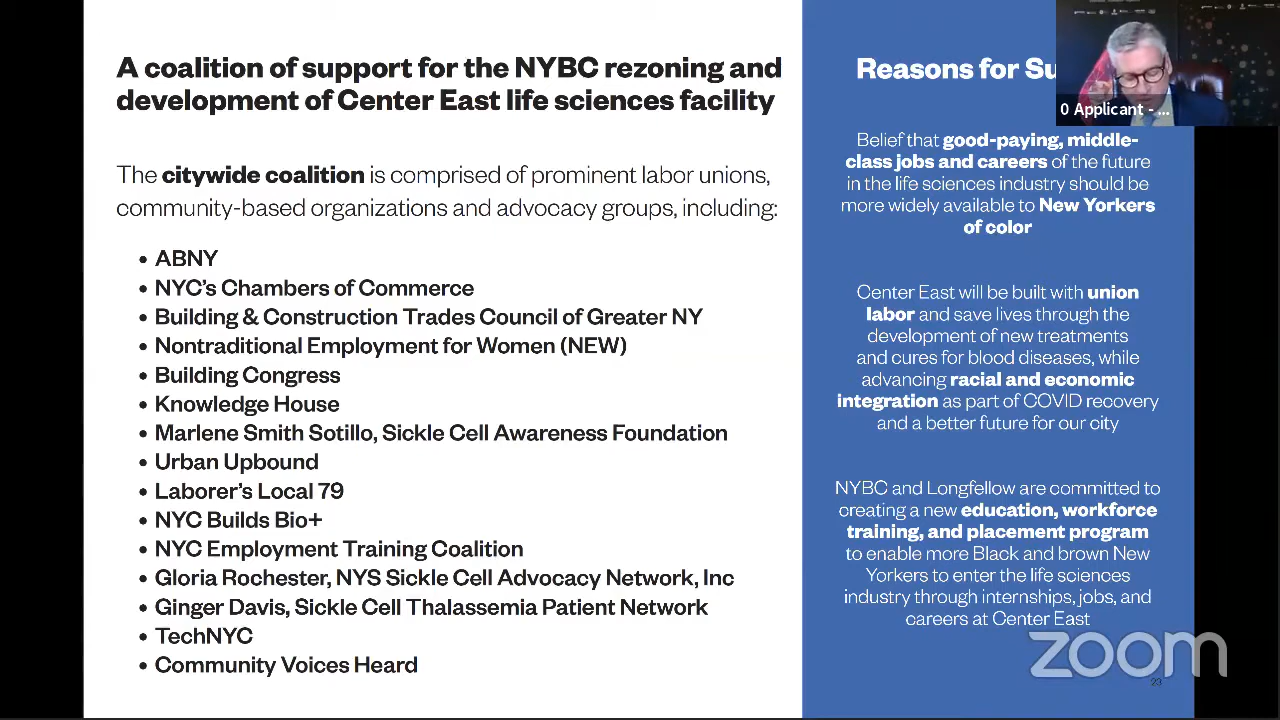 A coalition of support for the NYBC rezoning and
development of Center East life sciences facility
The citywide coalition is comprised of prominent labor unions,
community-based organizations and advocacy groups, including:
• ABNY
• NYC's Chambers of Commerce
• Building & Construction Trades Council of Greater NY
• Nontraditional Employment for Women (NEW)
• Building Congress
• Knowledge House
• Marlene Smith Sotillo, Sickle Cell Awareness Foundation
• Urban Upbound
• Laborer's Local 79
• NYC Builds Bio+
• NYC Employment Training Coalition
• Gloria Rochester, NYS Sickle Cell Advocacy Network, Inc
• Ginger Davis, Sickle Cell Thalassemia Patient Network
• TechNYC
• Community Voices Heard
Reasons for Su
0 Applicant - ...
Belief that good-paying, middle-
class jobs and careers of the future
in the life sciences industry should be
more widely available to New Yorkers
of color
Center East will be built with union
labor and save lives through the
development of new treatments
and cures for blood diseases, while
advancing racial and economic
integration as part of COVID recovery
and a better future for our city
NYBC and Longfellow are committed to
creating a new education, workforce
training, and placement program
to enable more Black and brown New
Yorkers to enter the life sciences
industry through internships, jobs, and
careers at Center East
zoom